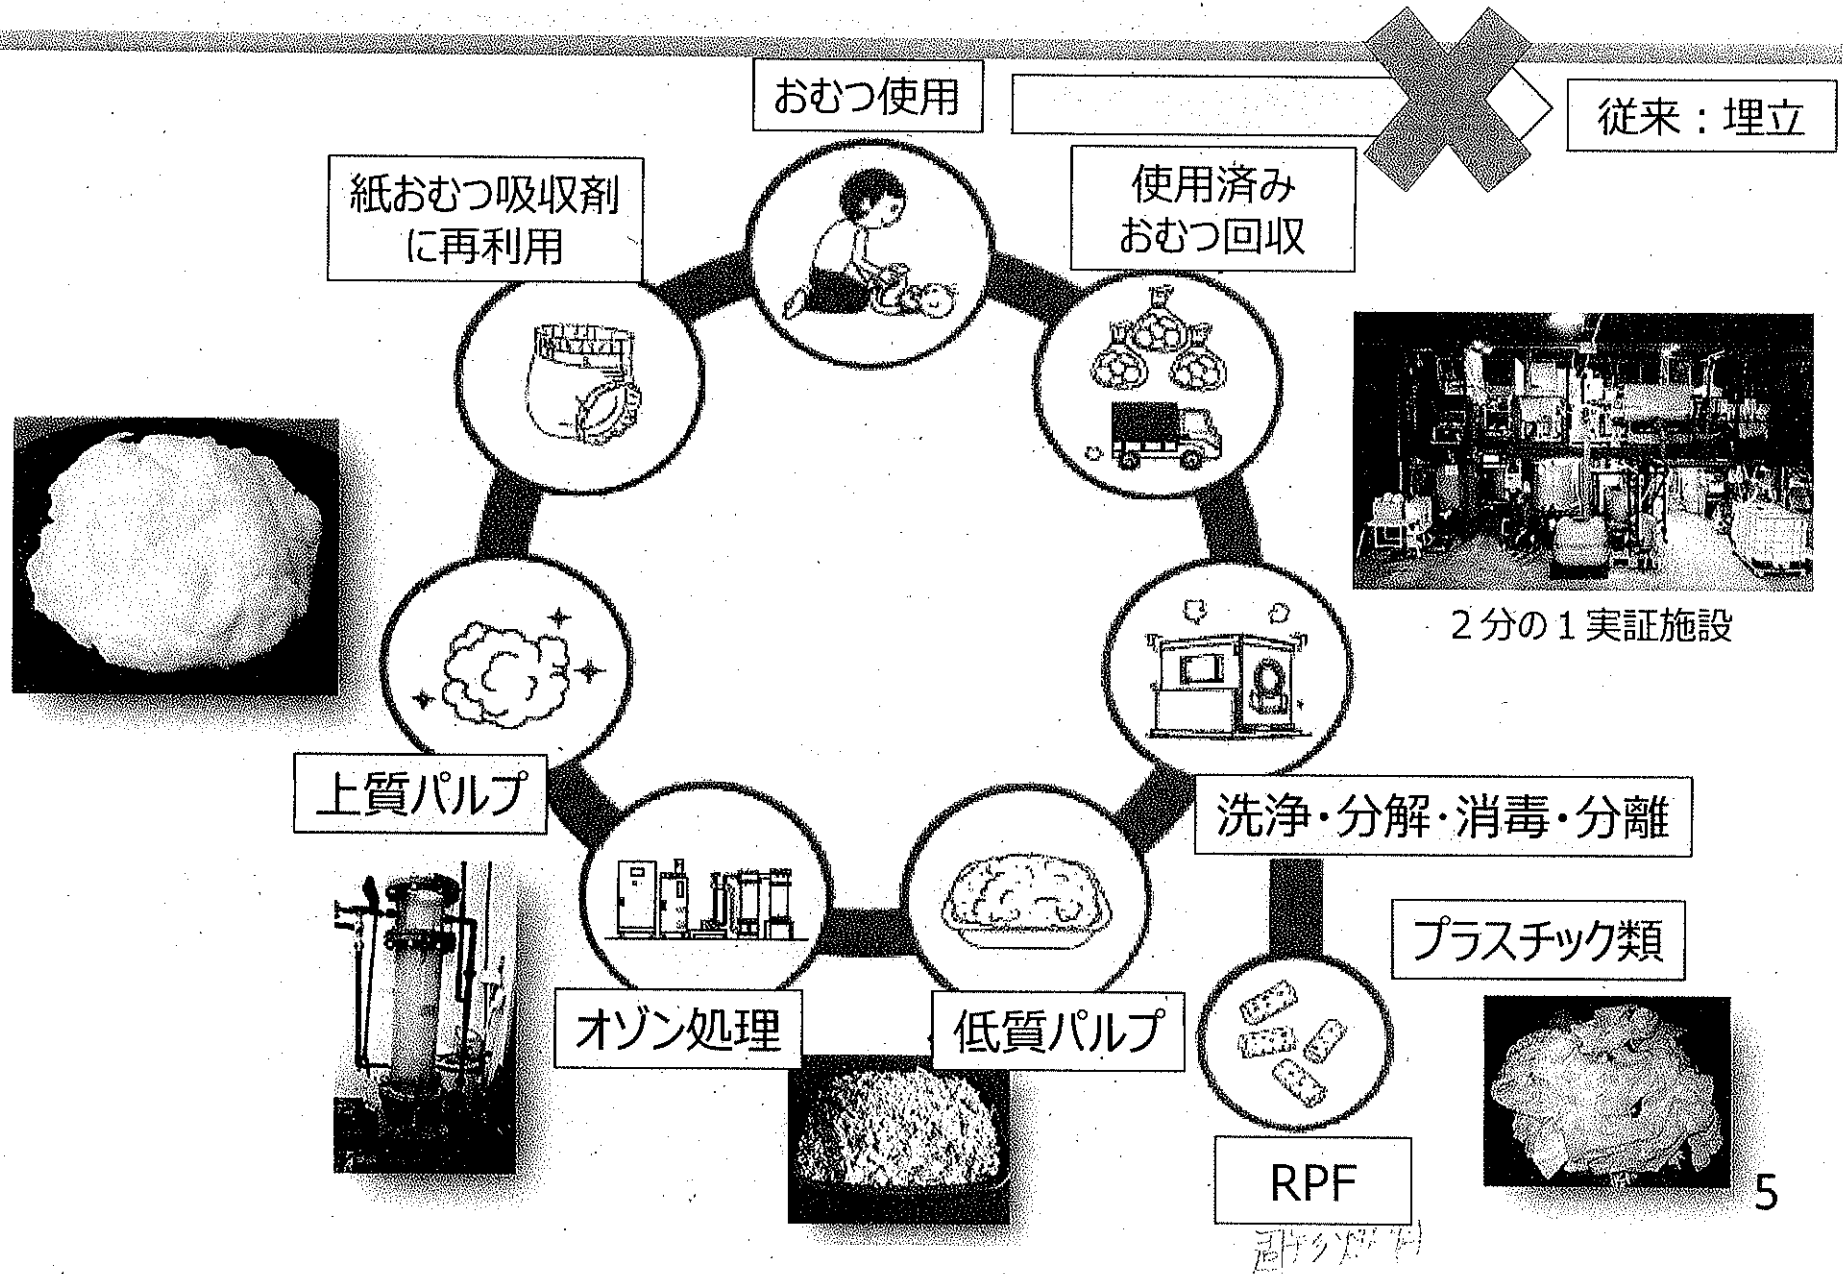 おむつ使用
従来：埋立
使用済み
おむつ回収
紙おむつ吸収剤
に再利用
2分の1実証施設
上質パルプ
洗浄・分解・消毒・分離
プラスチック類
オゾン処理
低質パルプ
RPF
5